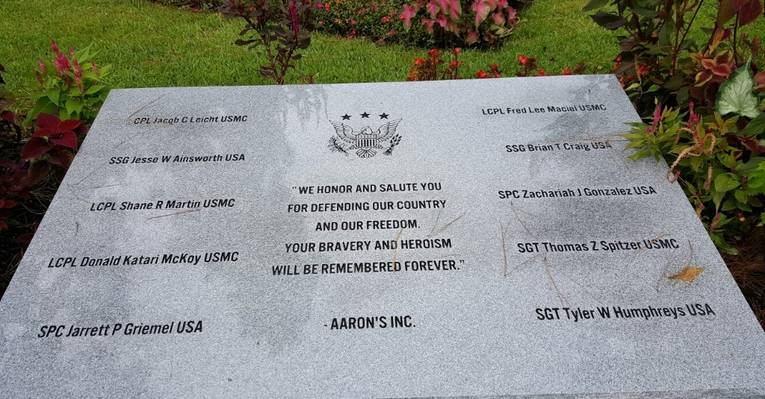 CPL Jacob C Leicht USMC
SSG Jesse W Ainsworth USA
LCPL Shane R Martin USMC
LCPL Donald Katari McKoy USMC
SPC Jarrett P Griemel USA
"WE HONOR AND SALUTE YOU
FOR DEFENDING OUR COUNTRY
AND OUR FREEDOM.
YOUR BRAVERY AND HEROISM
WILL BE REMEMBERED FOREVER."
- AARON'S INC.
LCPL Fred Lee Maciel USMC
SSG Brian T Craig USA
SPC Zachariah J Gonzalez USA
SGT Thomas Z Spitzer USMC
SGT Tyler W Humphreys USA